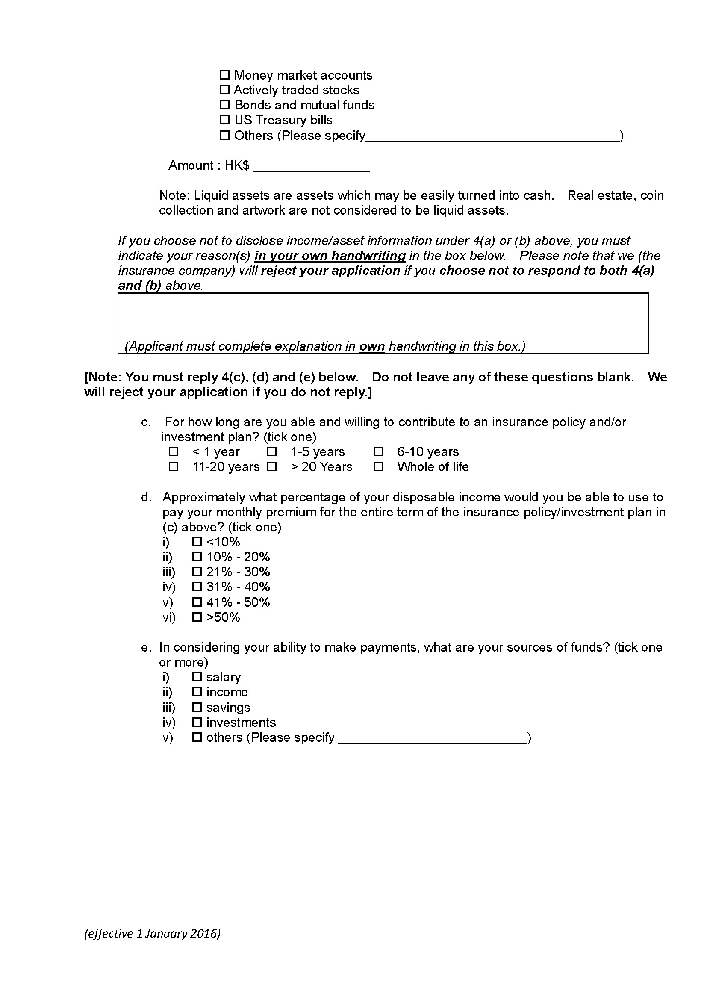 ☐ Money market accounts
☐ Actively traded stocks
☐ Bonds and mutual funds
☐ US Treasury bills
☐ Others (Please specify____________________________________)
Amount : HK$ ________________
Note: Liquid assets are assets which may be easily turned into cash. Real estate, coin
collection and artwork are not considered to be liquid assets.
If you choose not to disclose income/asset information under 4(a) or (b) above, you must
indicate your reason(s) in your own handwriting in the box below. Please note that we (the
insurance company) will reject your application if you choose not to respond to both 4(a)
and (b) above.
(Applicant must complete explanation in own handwriting in this box.)
[Note: You must reply 4(c), (d) and (e) below. Do not leave any of these questions blank. We
will reject your application if you do not reply.]
c. For how long are you able and willing to contribute to an insurance policy and/or
investment plan? (tick one)
☐ < 1 year ☐ 1-5 years ☐ 6-10 years
☐ 11-20 years ☐ > 20 Years ☐ Whole of life
d. Approximately what percentage of your disposable income would you be able to use to
pay your monthly premium for the entire term of the insurance policy/investment plan in
(c) above? (tick one)
i) ☐ <10%
ii) ☐ 10% - 20%
iii) ☐ 21% - 30%
iv) ☐ 31% - 40%
v) ☐ 41% - 50%
vi) ☐ >50%
e. In considering your ability to make payments, what are your sources of funds? (tick one
or more)
i) ☐ salary
ii) ☐ income
iii) ☐ savings
iv) ☐ investments
v) ☐ others (Please specify __________________________)
(effective 1 January 2016)